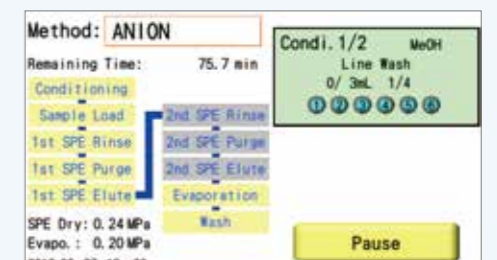 Method: ANION
Remaining Time: 75.7 min
Conditioning
Sample Load
1st SPE Rinse
1st SPE Purge
1st SPE Elute
2nd SPE Rinse
2nd SPE Purge
2nd SPE Elute
Evaporation
Wash
SPE Dry: 0.24 MPa
Evapo. : 0.20 MPa
Condi. 1/2 MeOH
Line Wash
0/ 3mL 1/4
1 2 3 4 5 6
Pause